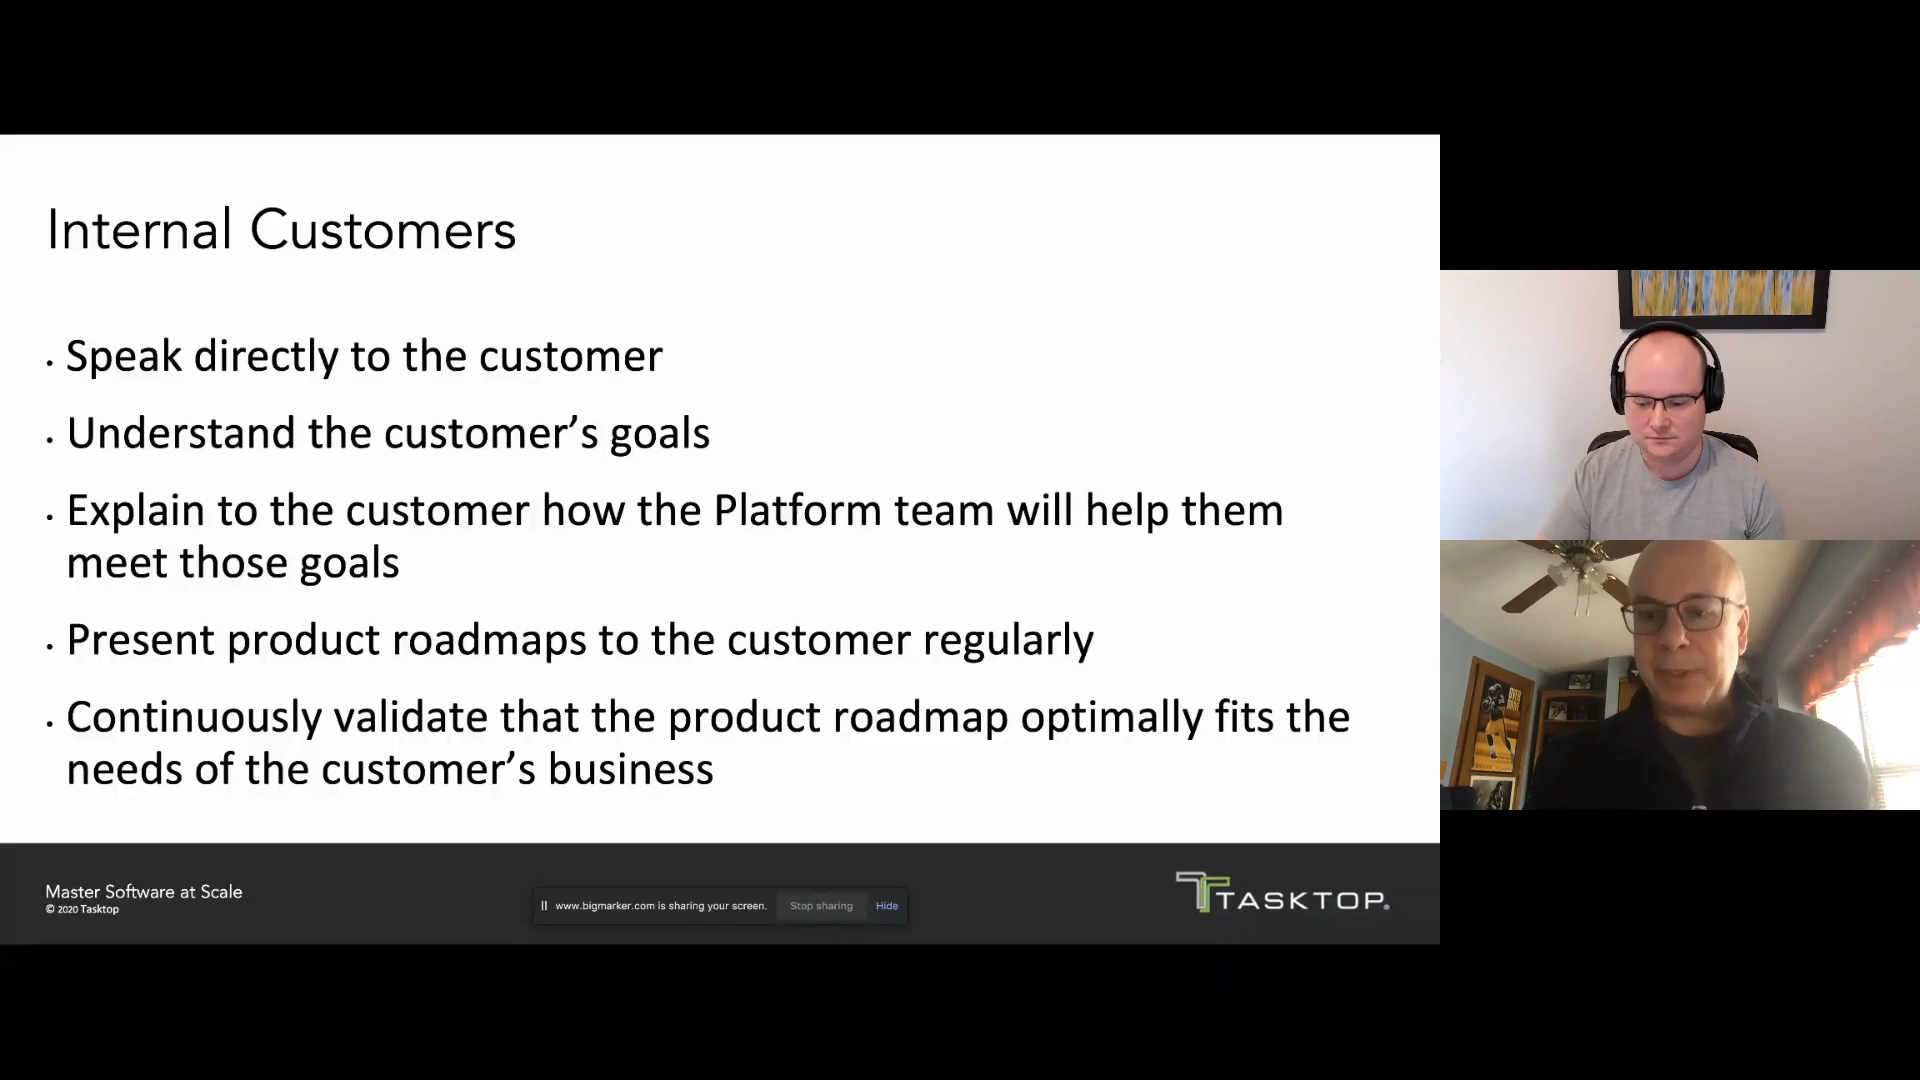 Internal Customers
• Speak directly to the customer
• Understand the customer’s goals
• Explain to the customer how the Platform team will help them
meet those goals
• Present product roadmaps to the customer regularly
• Continuously validate that the product roadmap optimally fits the
needs of the customer’s business
Master Software at Scale
© 2020 Tasktop
www.bigmarker.com is sharing your screen. Stop sharing Hide
TASKTOP®